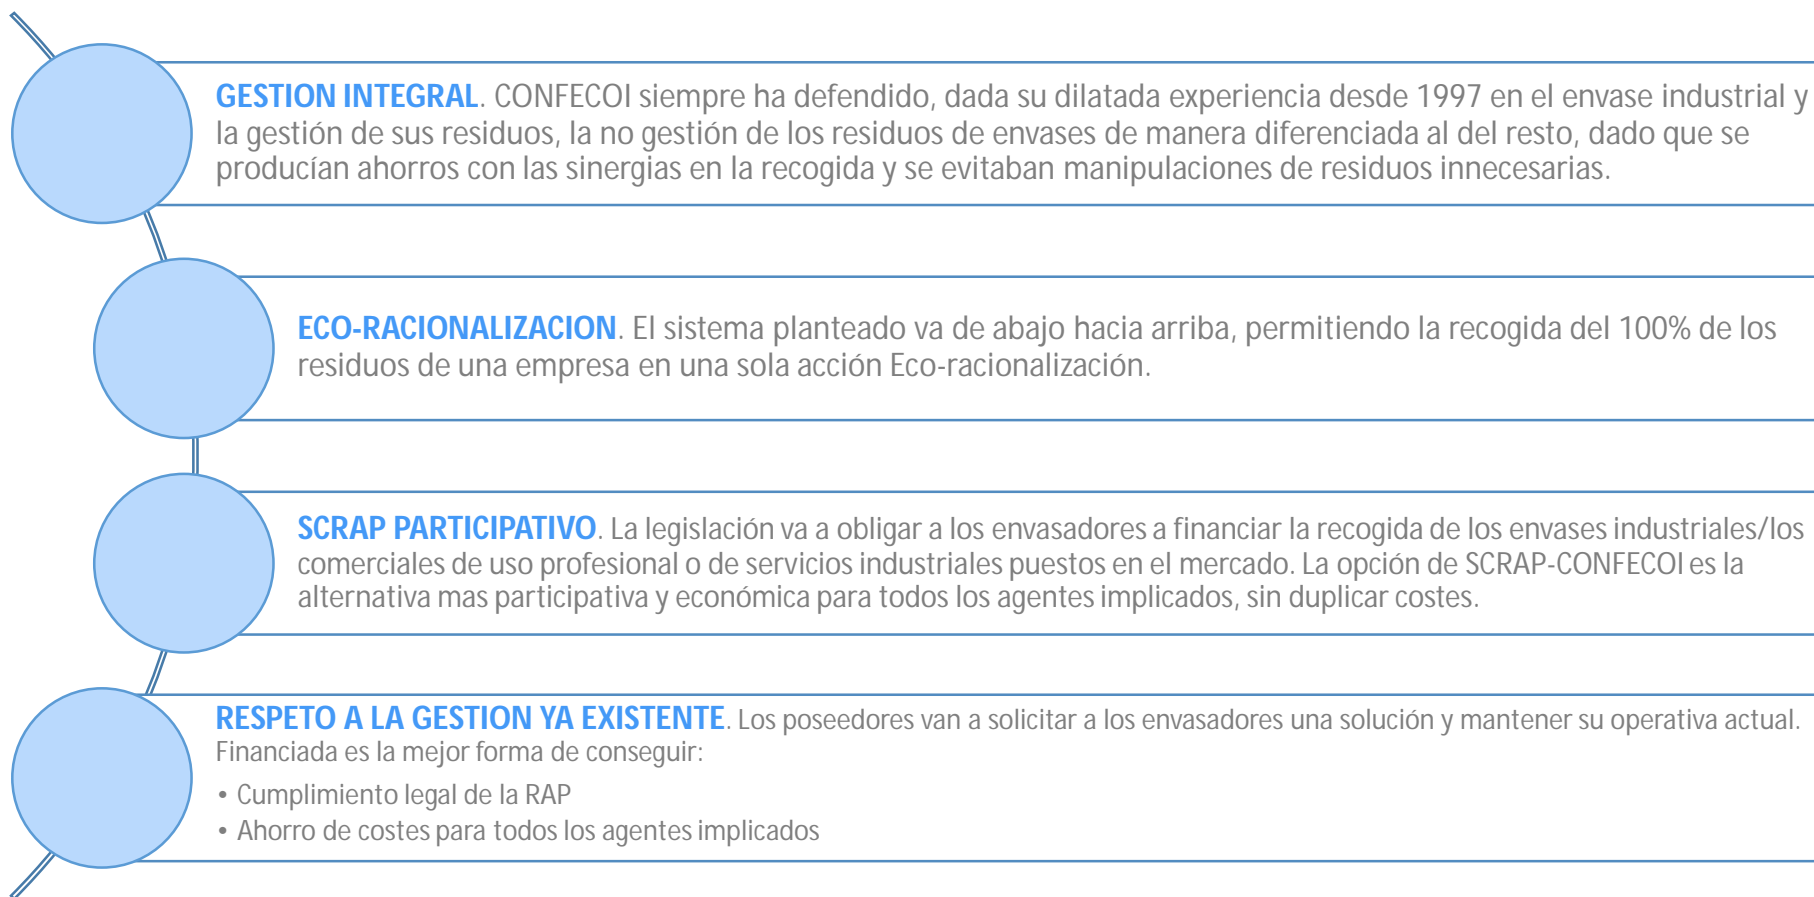 GESTION INTEGRAL. CONFECOI siempre ha defendido, dada su dilatada experiencia desde 1997 en el envase industrial y
la gestión de sus residuos, la no gestión de los residuos de envases de manera diferenciada al del resto, dado que se
producían ahorros con las sinergias en la recogida y se evitaban manipulaciones de residuos innecesarias.
ECO-RACIONALIZACION. El sistema planteado va de abajo hacia arriba, permitiendo la recogida del 100% de los
residuos de una empresa en una sola acción Eco-racionalización.
SCRAP PARTICIPATIVO. La legislación va a obligar a los envasadores a financiar la recogida de los envases industriales/los
comerciales de uso profesional o de servicios industriales puestos en el mercado. La opción de SCRAP-CONFECOI es la
alternativa mas participativa y económica para todos los agentes implicados, sin duplicar costes.
RESPETO A LA GESTION YA EXISTENTE. Los poseedores van a solicitar a los envasadores una solución y mantener su operativa actual.
Financiada es la mejor forma de conseguir:
• Cumplimiento legal de la RAP
• Ahorro de costes para todos los agentes implicados